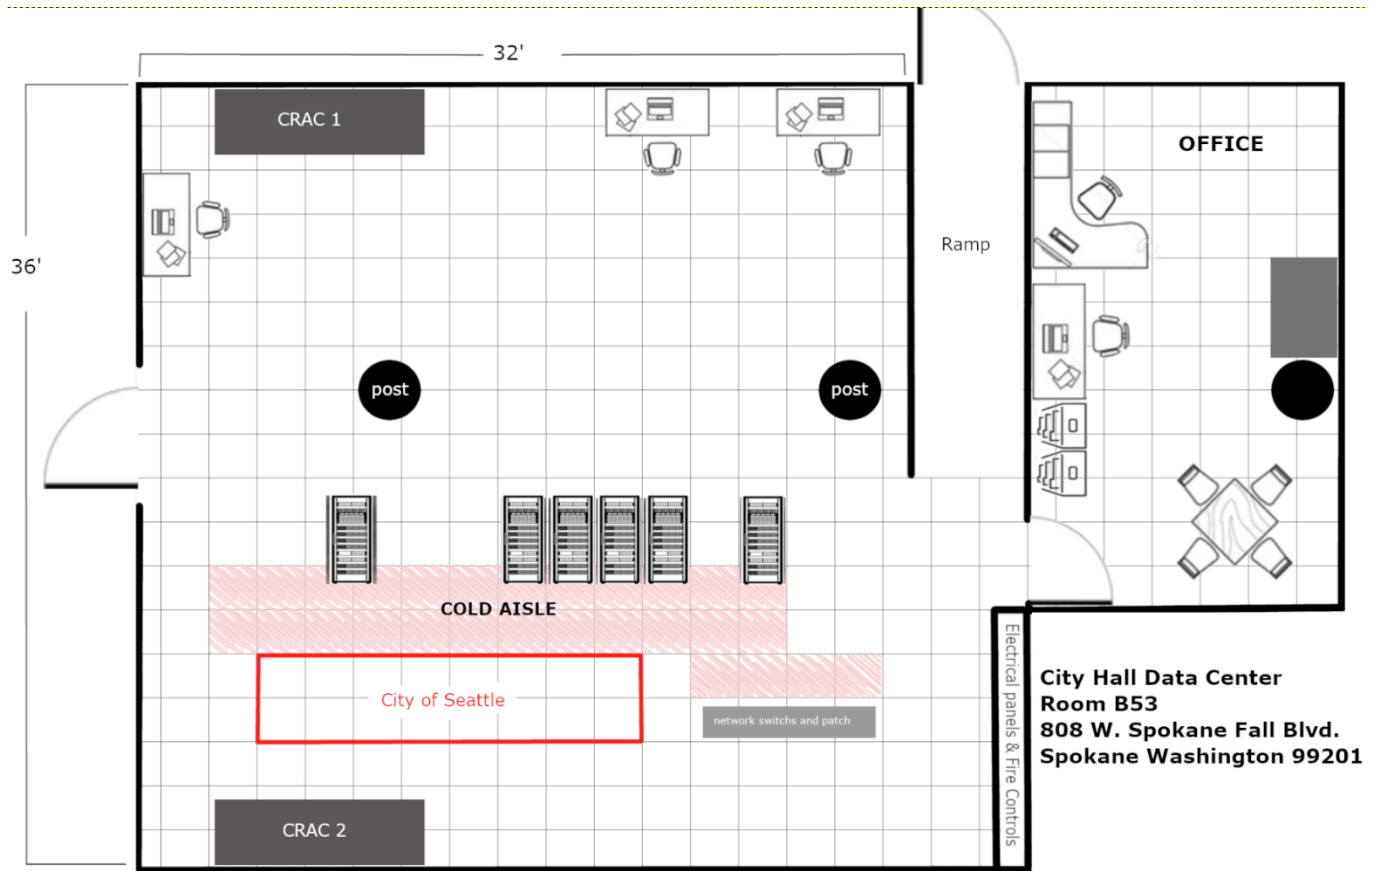 32'
CRAC 1
OFFICE
Ramp
36'
post
post
COLD AISLE
City of Seattle
network switchs and patch
Electrical panels & Fire Controls
CRAC 2
City Hall Data Center
Room B53
808 W. Spokane Fall Blvd.
Spokane Washington 99201